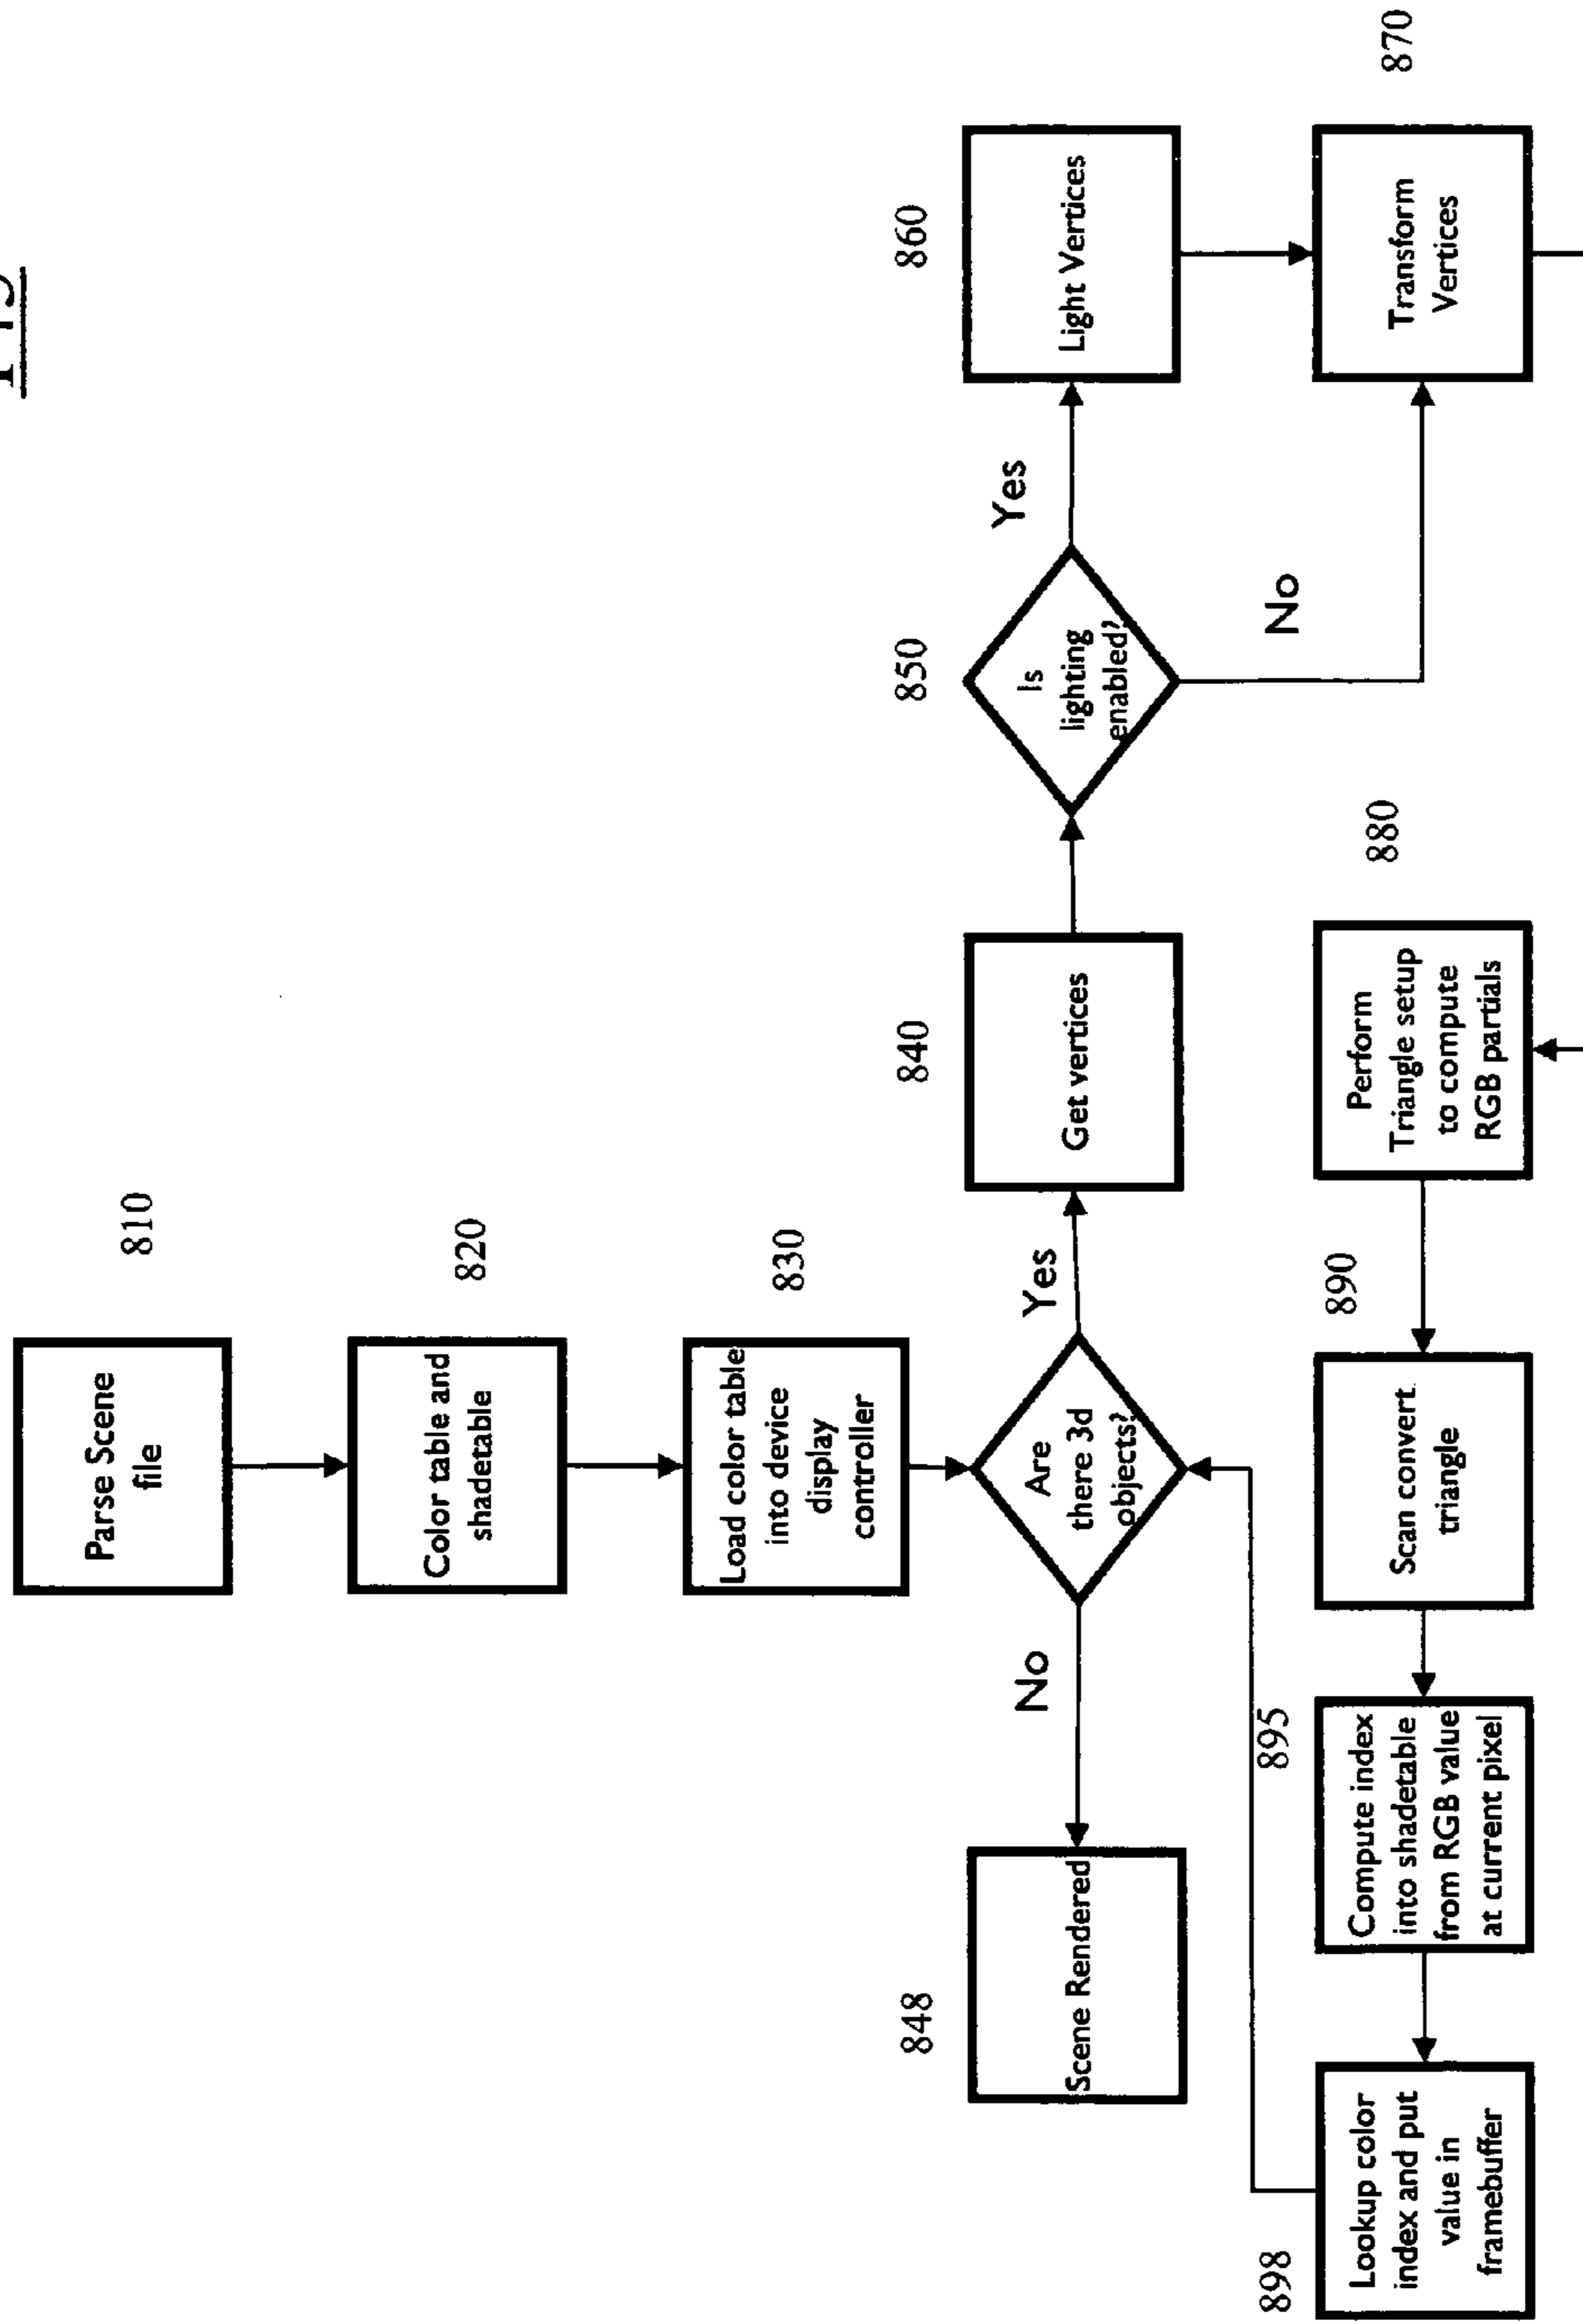 810
Parse Scene
file
820
Color table and
shadetable
830
Load color table
into device
display
controller
Are
there 3d
objects?
No
Yes
848
Scene Rendered
840
Get vertices
850
Is
lighting
enabled?
Yes
No
860
Light Vertices
870
Transform
Vertices
880
Perform
Triangle setup
to compute
RGB partials
890
Scan convert
triangle
895
Compute index
into shadetable
from RGB value
at current pixel
898
Lookup color
index and put
value in
framebuffer